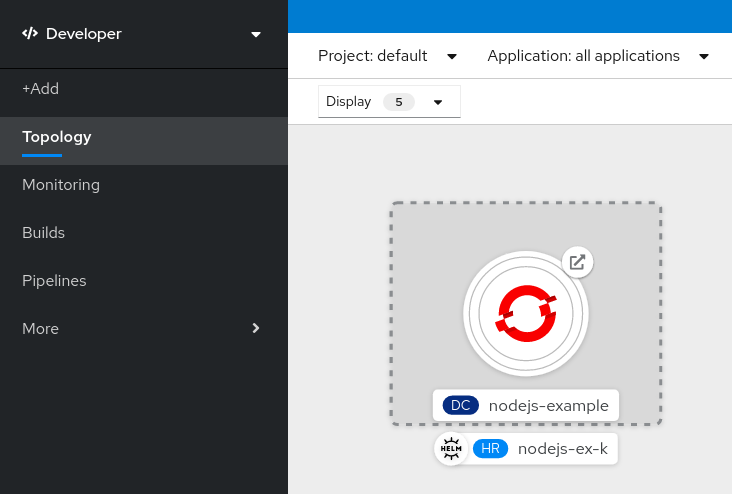 Developer
+Add
Topology
Monitoring
Builds
Pipelines
More
Project: default
Application: all applications
Display 5
DC nodejs-example
HELM HR nodejs-ex-k